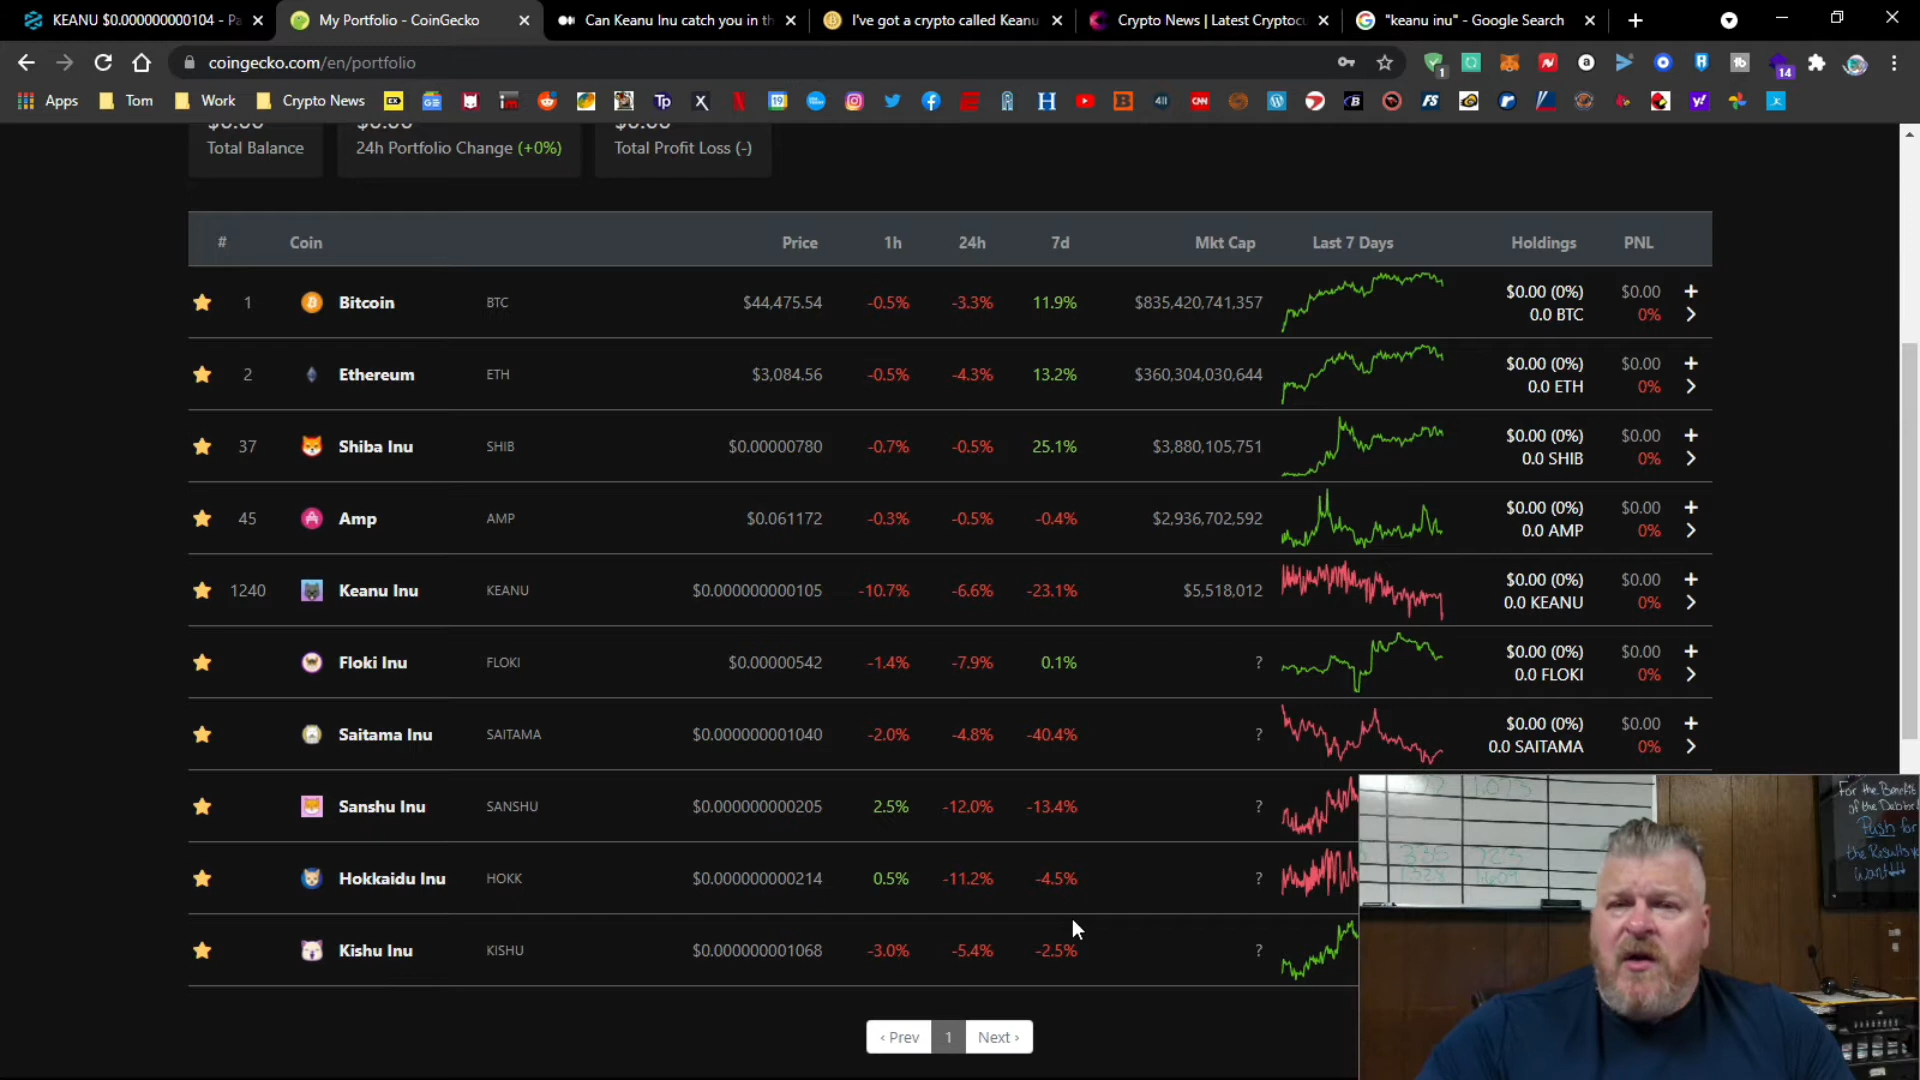 KEANU $0.000000000104 - Pa
My Portfolio - CoinGecko
Can Keanu Inu catch you in th
I've got a crypto called Keanu
Crypto News | Latest Cryptocu
"keanu inu" - Google Search
coingecko.com/en/portfolio
1
14
Apps
Tom
Work
Crypto News
Total Balance
24h Portfolio Change (+0%)
Total Profit Loss (-)
# Coin Price 1h 24h 7d Mkt Cap Last 7 Days Holdings PNL
1 Bitcoin BTC $44,475.54 -0.5% -3.3% 11.9% $835,420,741,357 $0.00 (0%) $0.00 +
0.0 BTC 0%
2 Ethereum ETH $3,084.56 -0.5% -4.3% 13.2% $360,304,030,644 $0.00 (0%) $0.00 +
0.0 ETH 0%
37 Shiba Inu SHIB $0.00000780 -0.7% -0.5% 25.1% $3,880,105,751 $0.00 (0%) $0.00 +
0.0 SHIB 0%
45 Amp AMP $0.061172 -0.3% -0.5% -0.4% $2,936,702,592 $0.00 (0%) $0.00 +
0.0 AMP 0%
1240 Keanu Inu KEANU $0.000000000105 -10.7% -6.6% -23.1% $5,518,012 $0.00 (0%) $0.00 +
0.0 KEANU 0%
Floki Inu FLOKI $0.00000542 -1.4% -7.9% 0.1% ? $0.00 (0%) $0.00 +
0.0 FLOKI 0%
Saitama Inu SAITAMA $0.000000001040 -2.0% -4.8% -40.4% ? $0.00 (0%) $0.00 +
0.0 SAITAMA 0%
Sanshu Inu SANSHU $0.000000000205 2.5% -12.0% -13.4% ?
Hokkaidu Inu HOKK $0.000000000214 0.5% -11.2% -4.5% ?
Kishu Inu KISHU $0.000000001068 -3.0% -5.4% -2.5% ?
‹ Prev 1 Next ›
For the Benefit
of the Debtor!
Push for
the Results
Want